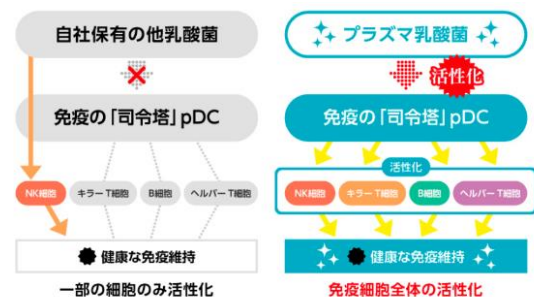 自社保有の他乳酸菌
免疫の「司令塔」pDC
NK細胞
キラーT細胞
B細胞
ヘルパーT細胞
健康な免疫維持
一部の細胞のみ活性化
プラズマ乳酸菌
活性化
免疫の「司令塔」pDC
活性化
NK細胞
キラーT細胞
B細胞
ヘルパーT細胞
健康な免疫維持
免疫細胞全体の活性化